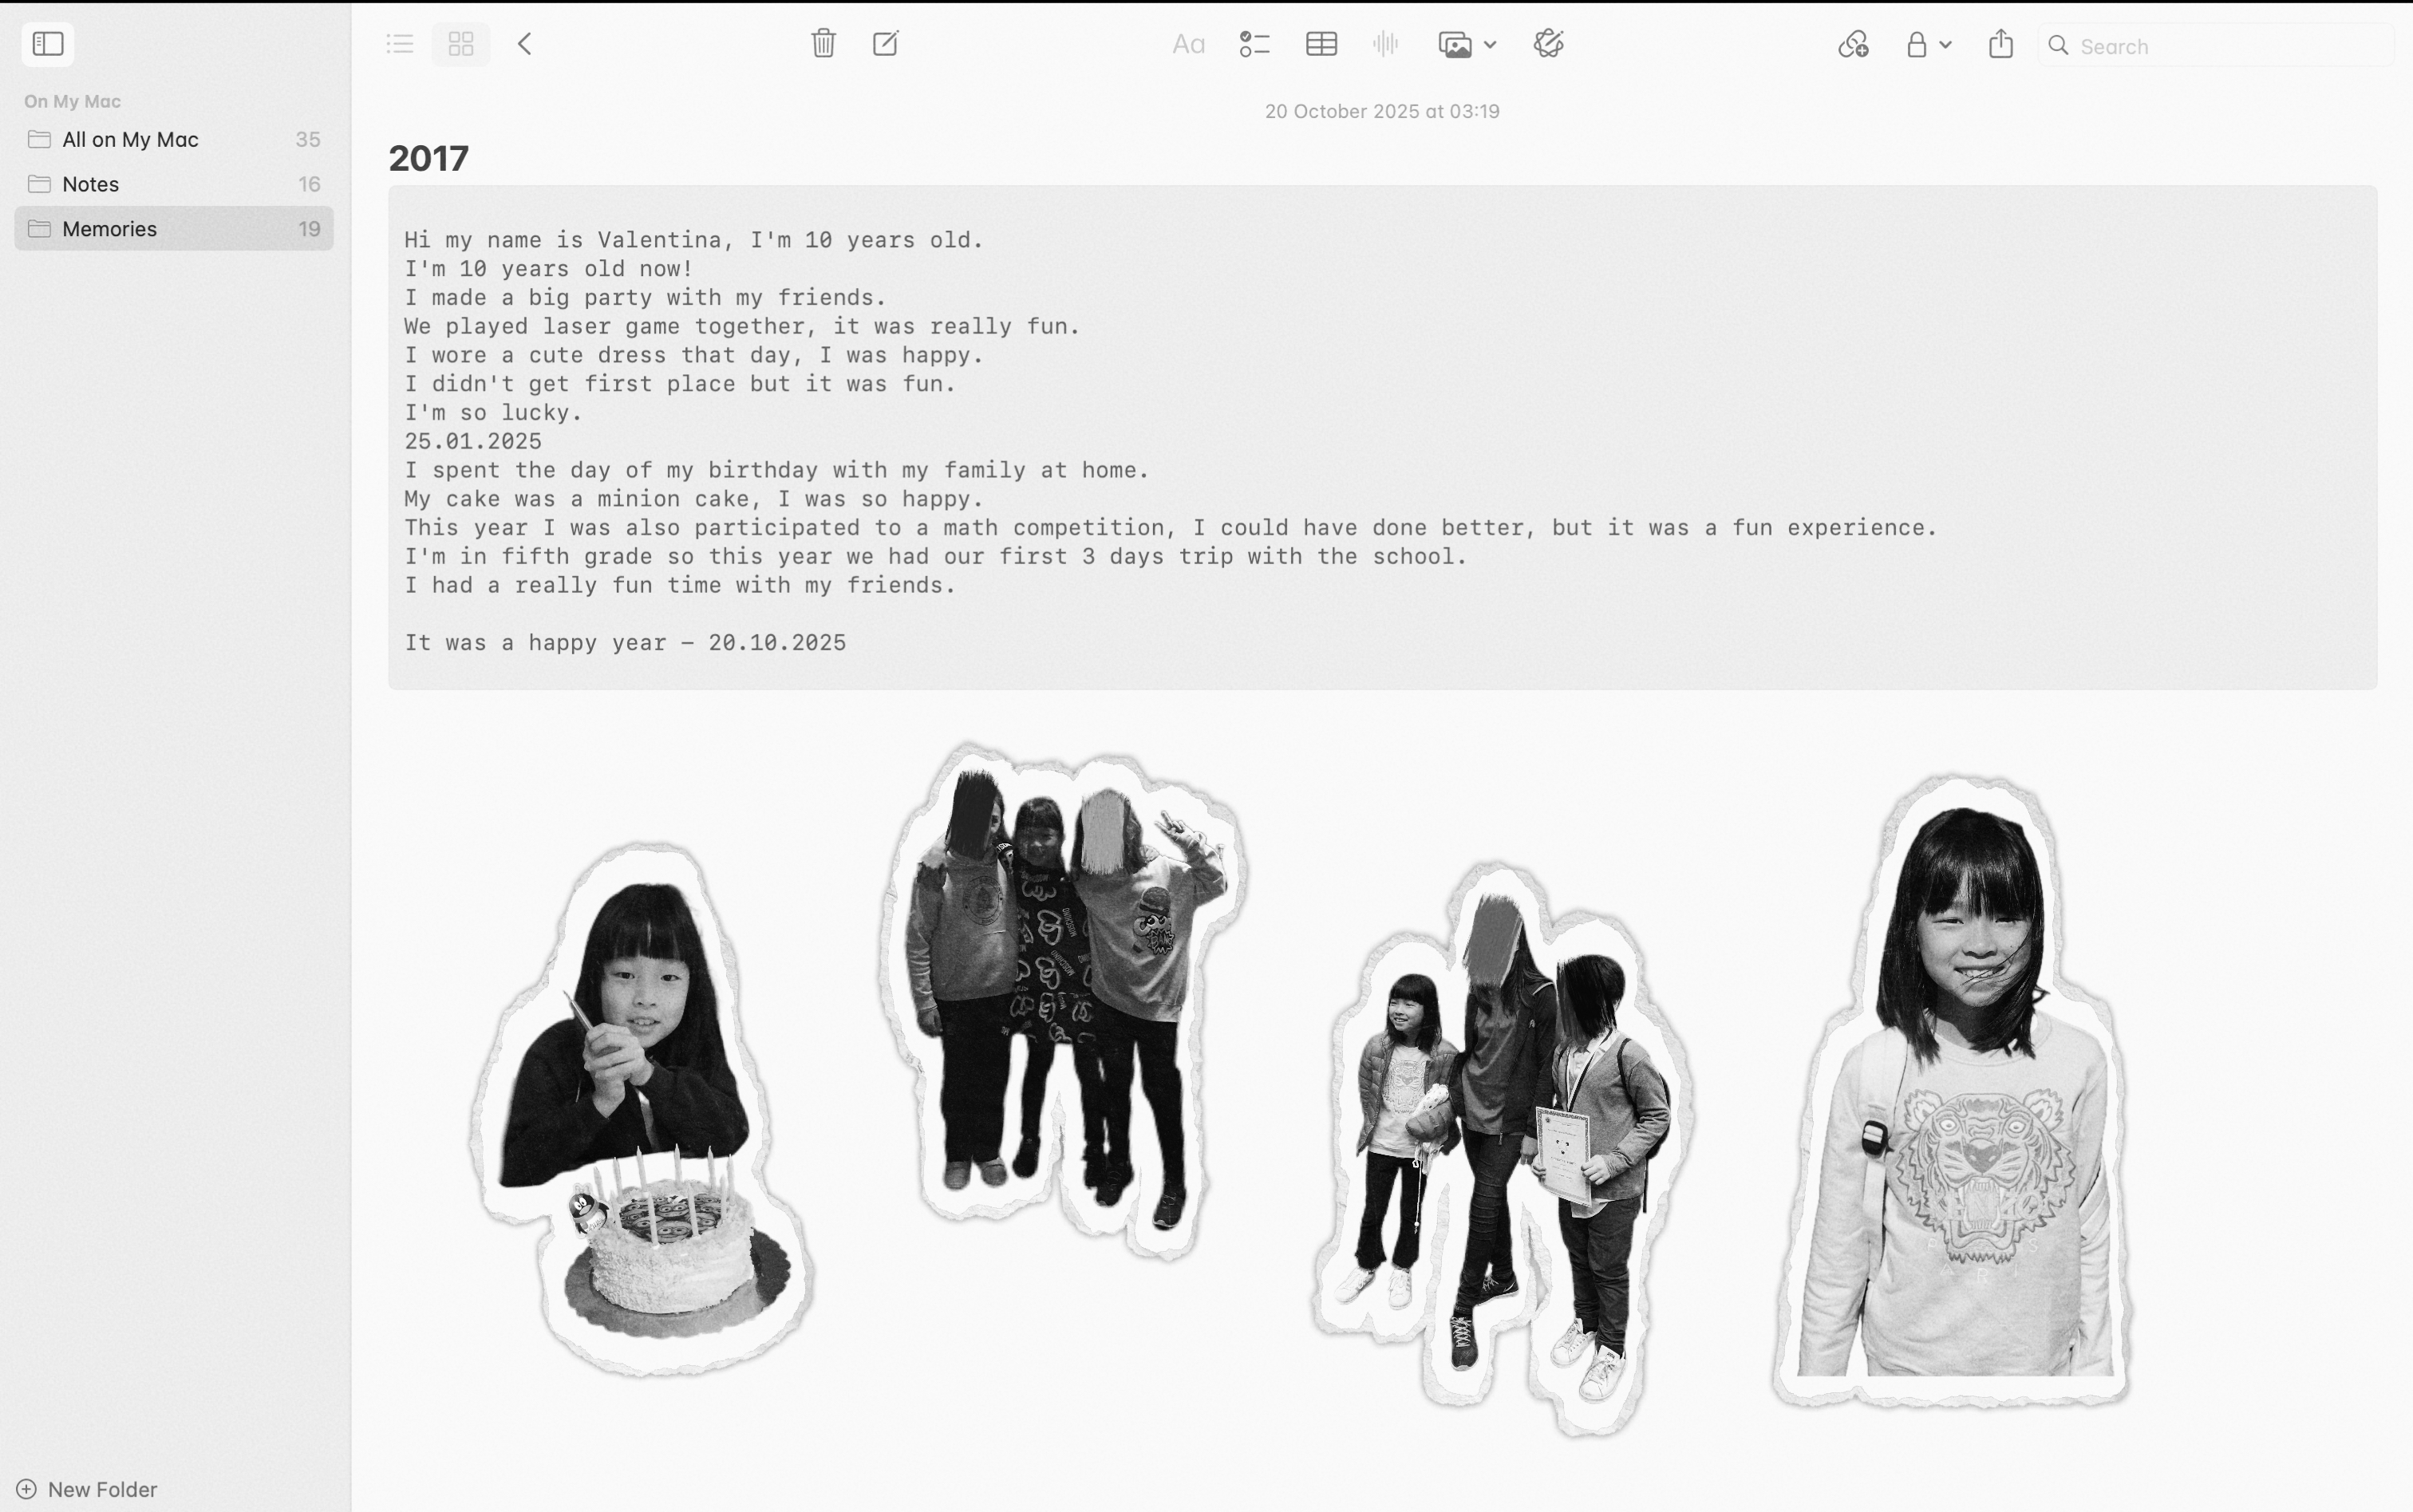 Search
On My Mac
All on My Mac 35
Notes 16
Memories 19
20 October 2025 at 03:19
2017
Hi my name is Valentina, I'm 10 years old.
I'm 10 years old now!
I made a big party with my friends.
We played laser game together, it was really fun.
I wore a cute dress that day, I was happy.
I didn't get first place but it was fun.
I'm so lucky.
25.01.2025
I spent the day of my birthday with my family at home.
My cake was a minion cake, I was so happy.
This year I was also participated to a math competition, I could have done better, but it was a fun experience.
I'm in fifth grade so this year we had our first 3 days trip with the school.
I had a really fun time with my friends.
It was a happy year – 20.10.2025
MOSCHINO
MOSCHINO
New Folder
Aa